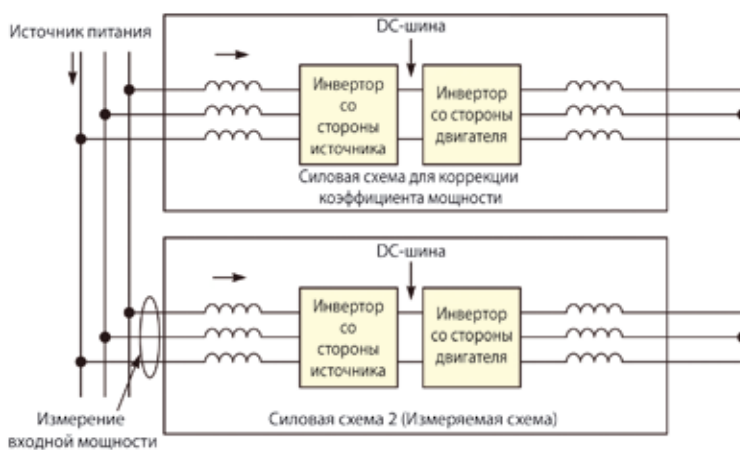 Источник питания
DC-шина
Инвертор
со
стороны
источника
Инвертор
со стороны
двигателя
Силовая схема для коррекции
коэффициента мощности
DC-шина
Инвертор
со
стороны
источника
Инвертор
со стороны
двигателя
Измерение
входной мощности
Силовая схема 2 (Измеряемая схема)